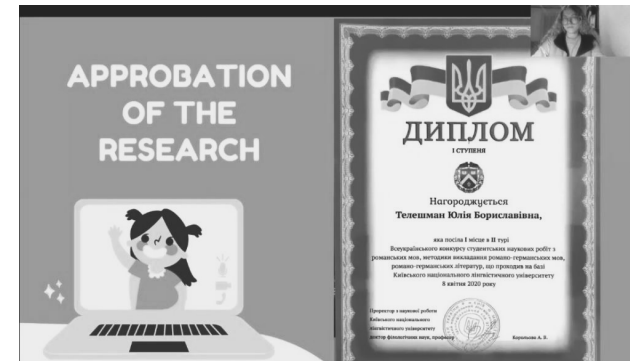 APPROBATION
OF THE
RESEARCH
ДИПЛОМ
І СТУПЕНЯ
Нагороджується
Телешман Юлія Бориславівна,
яка посіла І місце в ІІ турі
Всеукраїнського конкурсу студентських наукових робіт з
романських мов, методики викладання романо-германських мов,
романо-германських літератур, що проходив на базі
Київського національного лінгвістичного університету
8 квітня 2020 року
Проректор з наукової роботи
Київського національного
лінгвістичного університету
доктор філологічних наук, професор
Корольова А. В.